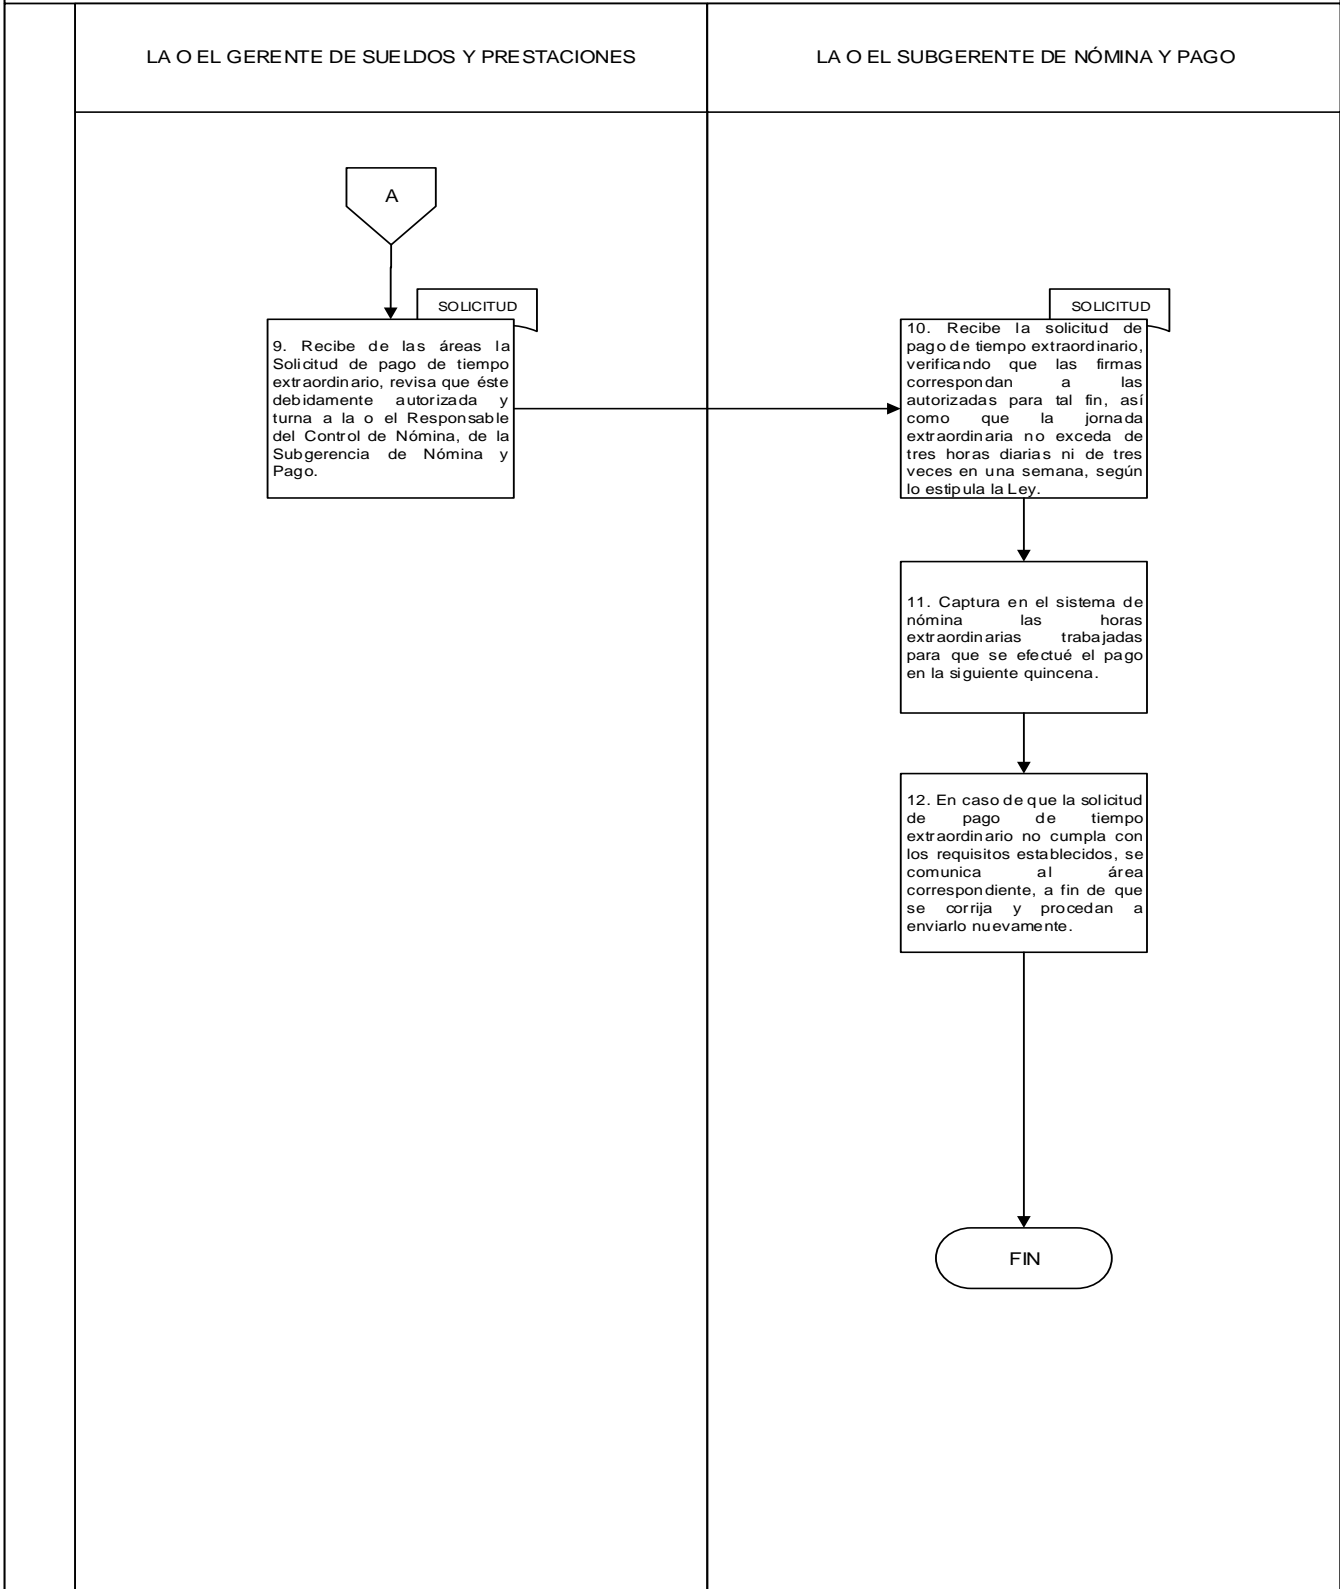 LA O EL GERENTE DE SUELDOS Y PRESTACIONES
LA O EL SUBGERENTE DE NÓMINA Y PAGO
A
SOLICITUD
9. Recibe de las áreas la
Solicitud de pago de tiempo
extraordinario, revisa que éste
debidamente autorizada y
turna a la o el Responsable
del Control de Nómina, de la
Subgerencia de Nómina y
Pago.
SOLICITUD
10. Recibe la solicitud de
pago de tiempo extraordinario,
verificando que las firmas
correspondan a las
autorizadas para tal fin, así
como que la jornada
extraordinaria no exceda de
tres horas diarias ni de tres
veces en una semana, según
lo estipula la Ley.
11. Captura en el sistema de
nómina las horas
extraordinarias trabajadas
para que se efectué el pago
en la siguiente quincena.
12. En caso de que la solicitud
de pago de tiempo
extraordinario no cumpla con
los requisitos establecidos, se
comunica al área
correspondiente, a fin de que
se corrija y procedan a
enviarlo nuevamente.
FIN